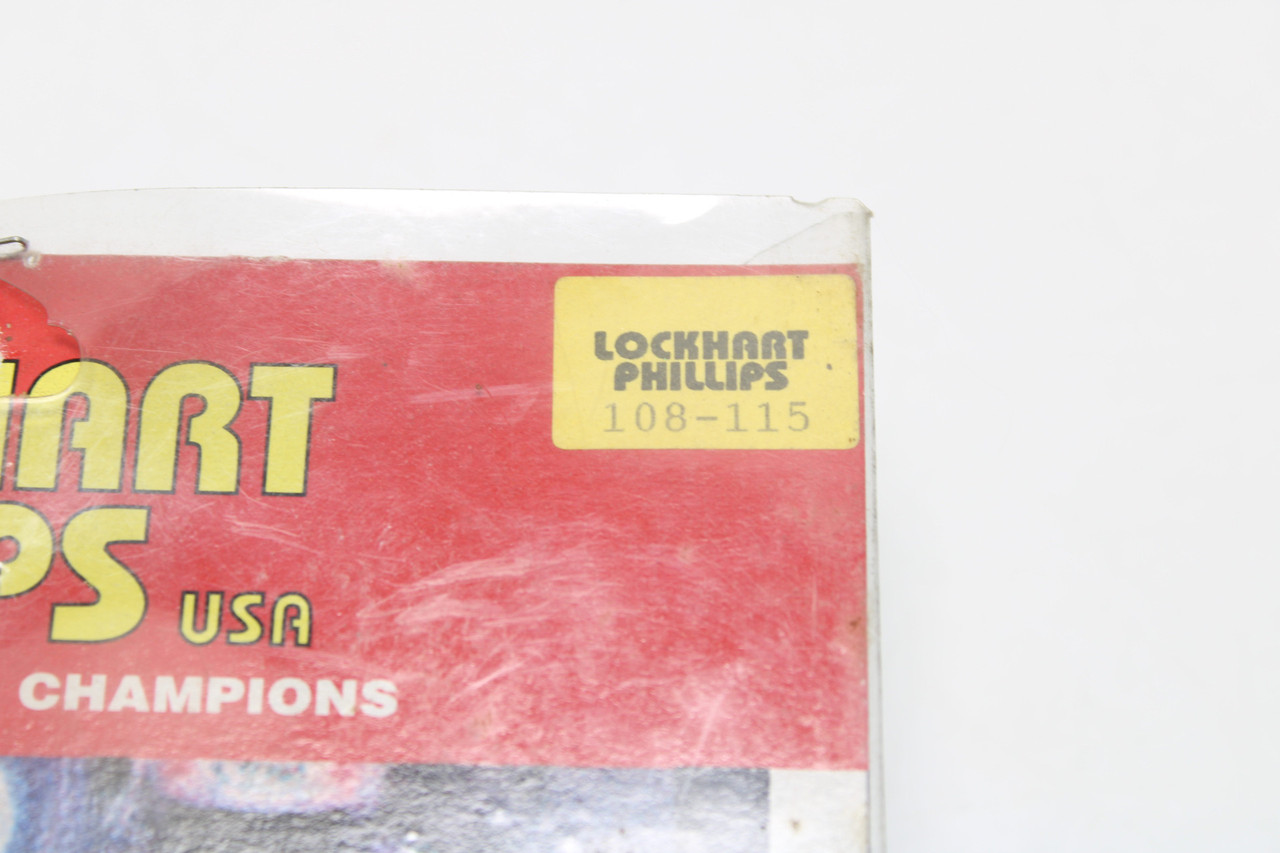 LOCKHART
PHILLIPS
108-115
HART
PS USA
CHAMPIONS